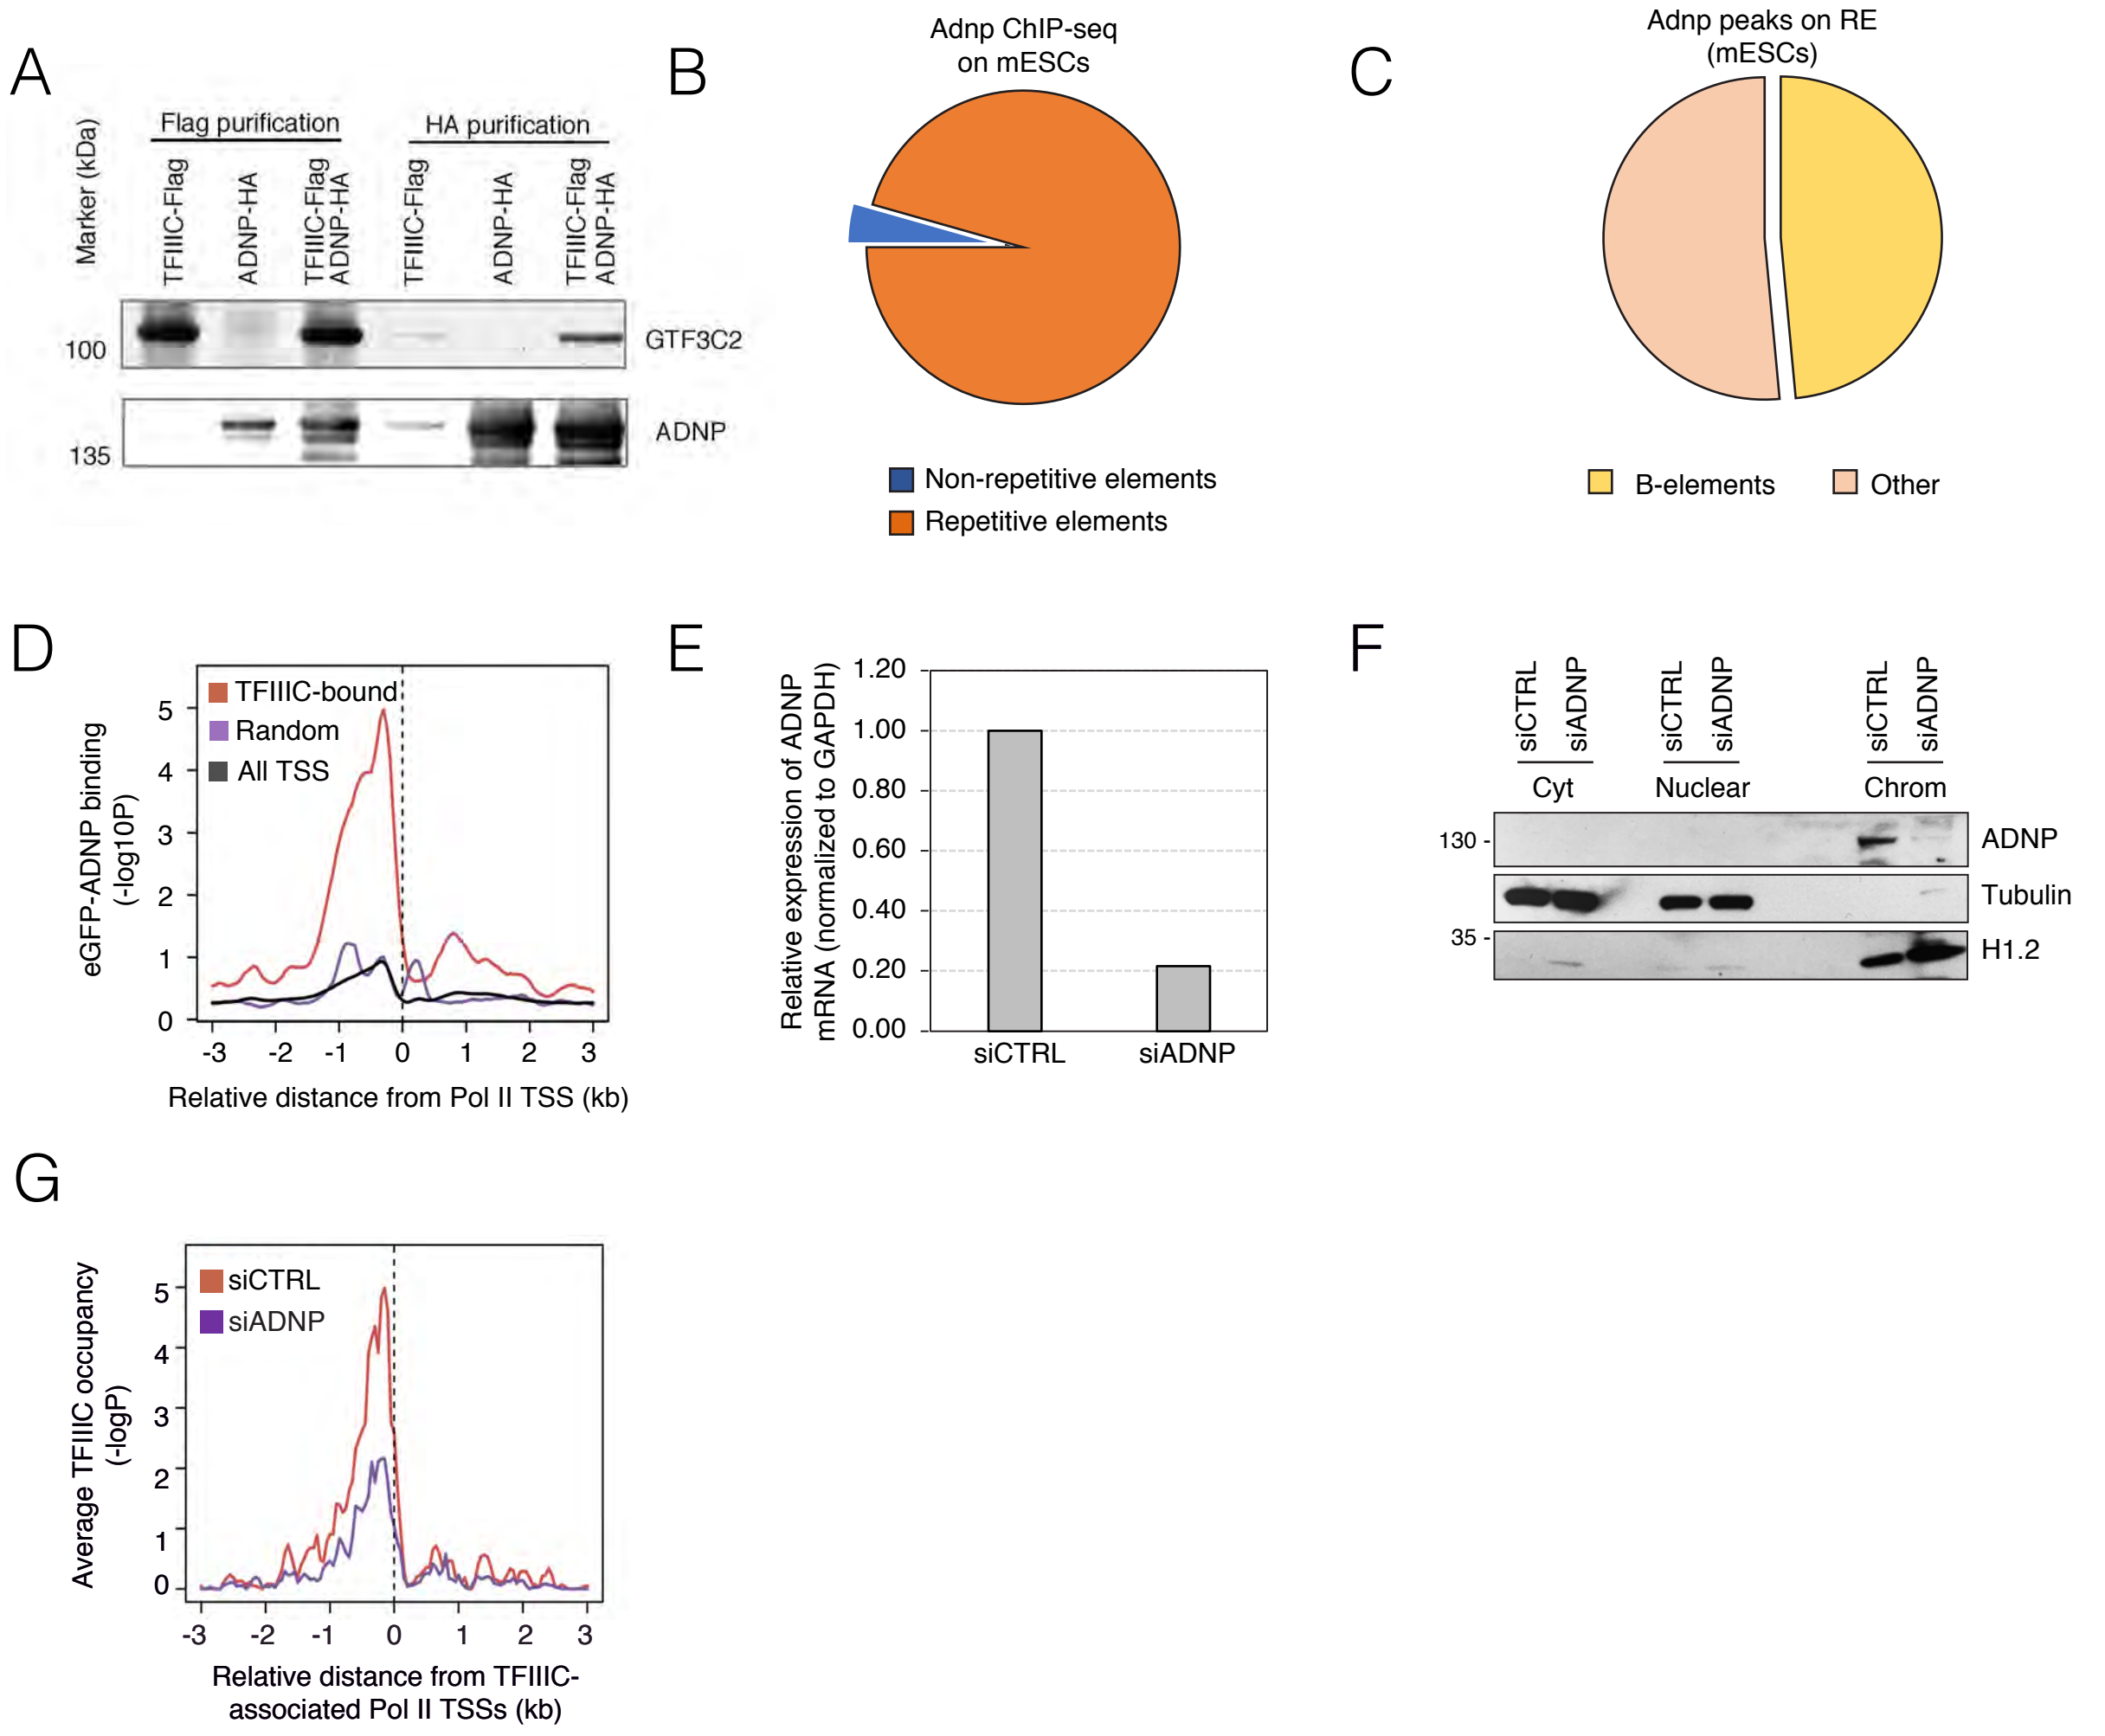 A
Flag purification
HA purification
Marker (kDa)
TFIIIC-Flag
ADNP-HA
TFIIIC-Flag
ADNP-HA
TFIIIC-Flag
ADNP-HA
TFIIIC-Flag
ADNP-HA
100
GTF3C2
135
ADNP
B
Adnp ChIP-seq
on mESCs
Non-repetitive elements
Repetitive elements
C
Adnp peaks on RE
(mESCs)
B-elements
Other
D
eGFP-ADNP binding
(-log10P)
TFIIIC-bound
Random
All TSS
5
4
3
2
1
0
-3 -2 -1 0 1 2 3
Relative distance from Pol II TSS (kb)
E
Relative expression of ADNP
mRNA (normalized to GAPDH)
1.20
1.00
0.80
0.60
0.40
0.20
0.00
siCTRL siADNP
F
siCTRL
siADNP
siCTRL
siADNP
siCTRL
siADNP
Cyt Nuclear Chrom
130 -
ADNP
Tubulin
35 -
H1.2
G
Average TFIIIC occupancy
(-logP)
siCTRL
siADNP
5
4
3
2
1
0
-3 -2 -1 0 1 2 3
Relative distance from TFIIIC-
associated Pol II TSSs (kb)